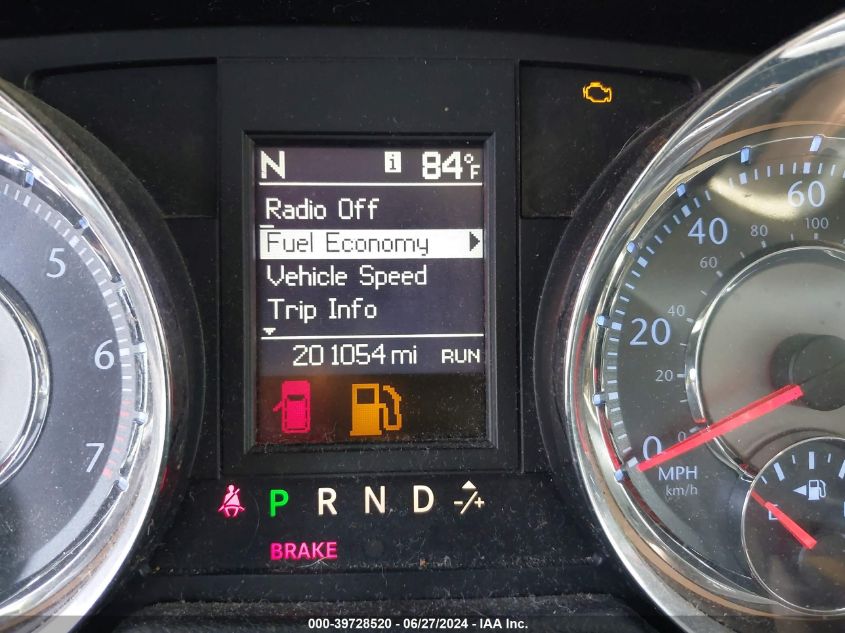 N i 84°F
Radio Off
Fuel Economy
Vehicle Speed
Trip Info
201054 mi RUN
P R N D -/+
BRAKE
5
6
7
60
40
20
0
100
80
60
40
20
0
MPH
km/h
E
000-39728520 / 06/27/2024 - IAA Inc.